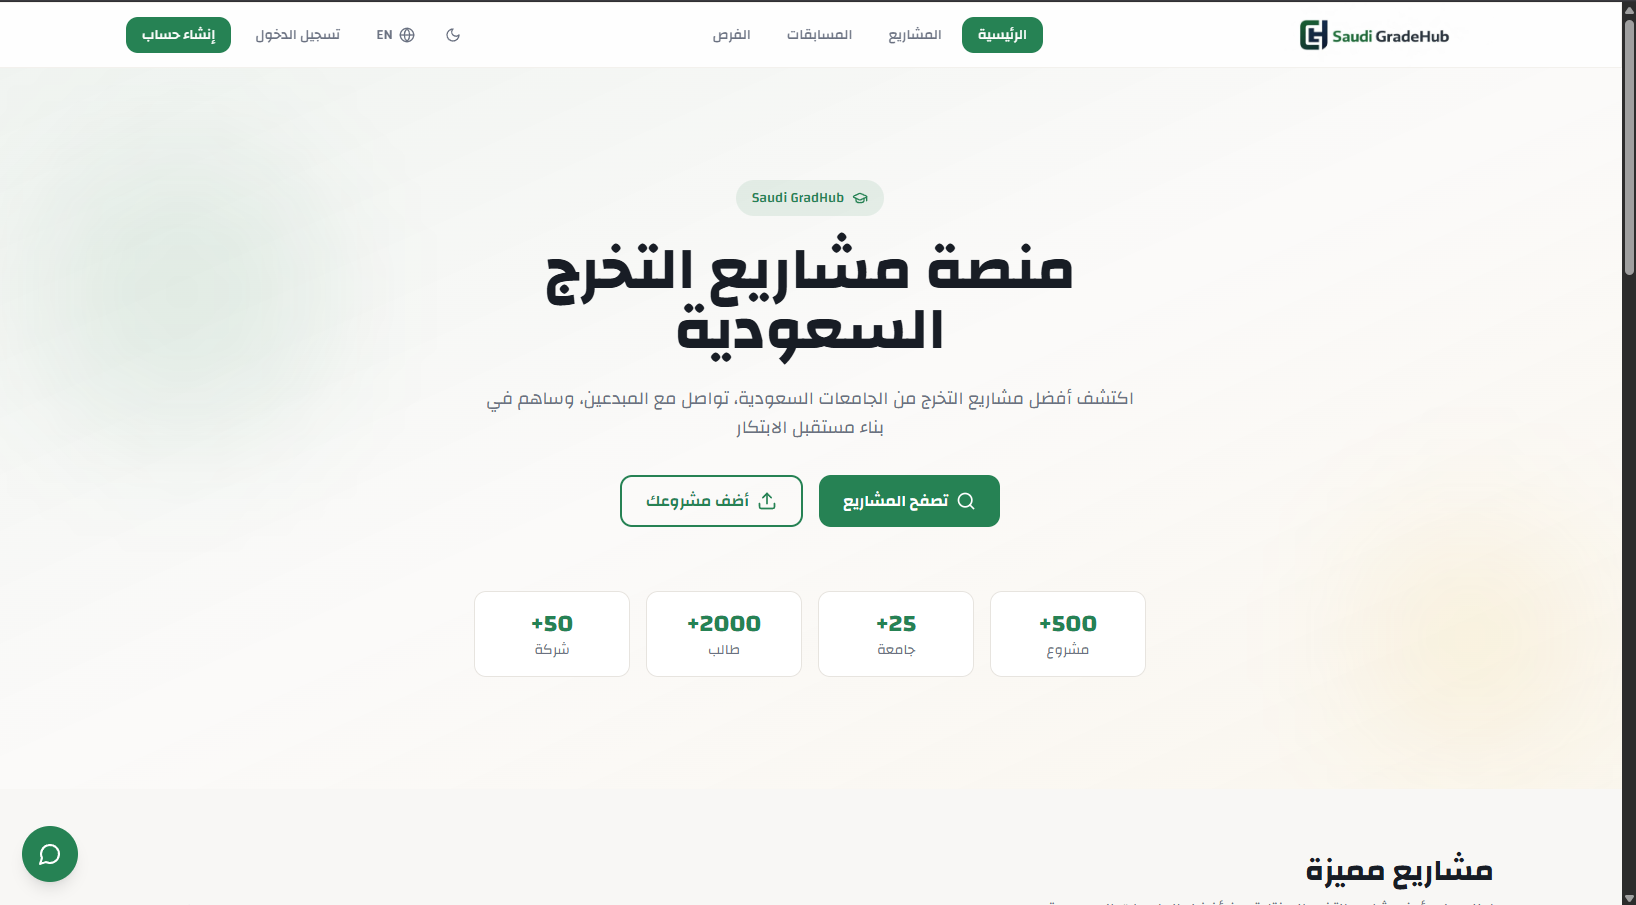 Saudi GradeHub
الرئيسية
المشاريع
المسابقات
الفرص
EN
تسجيل الدخول
إنشاء حساب
Saudi GradHub
منصة مشاريع التخرج
السعودية
اكتشف أفضل مشاريع التخرج من الجامعات السعودية، تواصل مع المبدعين، وساهم في
بناء مستقبل الابتكار
تصفح المشاريع
أضف مشروعك
+500
مشروع
+25
جامعة
+2000
طالب
+50
شركة
مشاريع مميزة